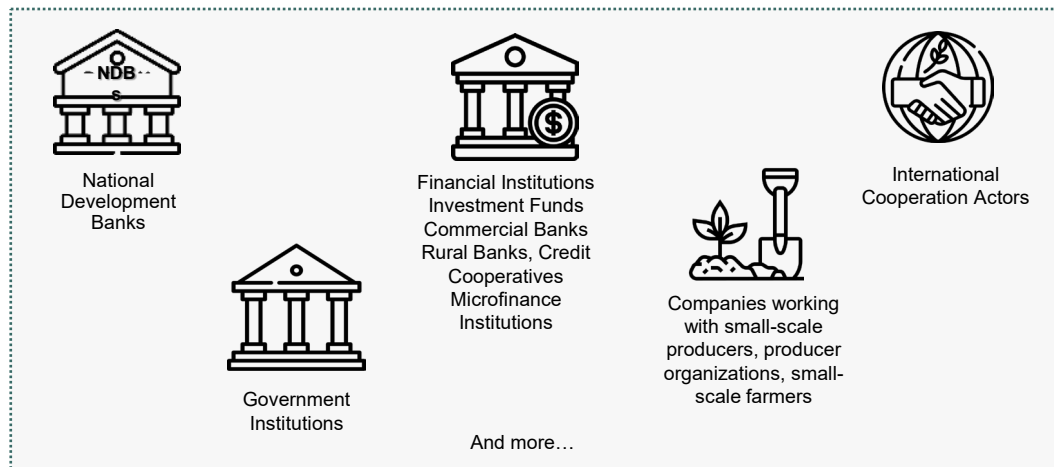 NDB
s
National
Development
Banks
Government
Institutions
$
Financial Institutions
Investment Funds
Commercial Banks
Rural Banks, Credit
Cooperatives
Microfinance
Institutions
Companies working
with small-scale
producers, producer
organizations, small-
scale farmers
International
Cooperation Actors
And more…